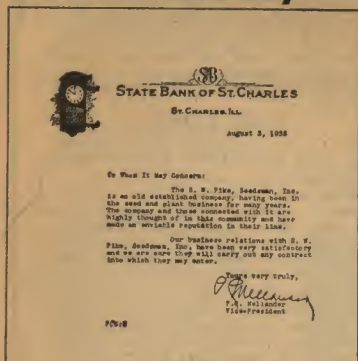 SB
STATE BANK OF ST. CHARLES
ST. CHARLES, ILL.
August 3, 1938
To Whom It May Concern:
The S. W. Pike, Seedsman, Inc.
is an old established company, having been in
the seed and plant business for many years.
The company and those connected with it are
highly thought of in this community and have
made an enviable reputation in their line.
Our business relations with S. W.
Pike, Seedsman, Inc. have been very satisfactory
and we are sure they will carry out any contract
into which they may enter.
Yours very truly,
Vice-President